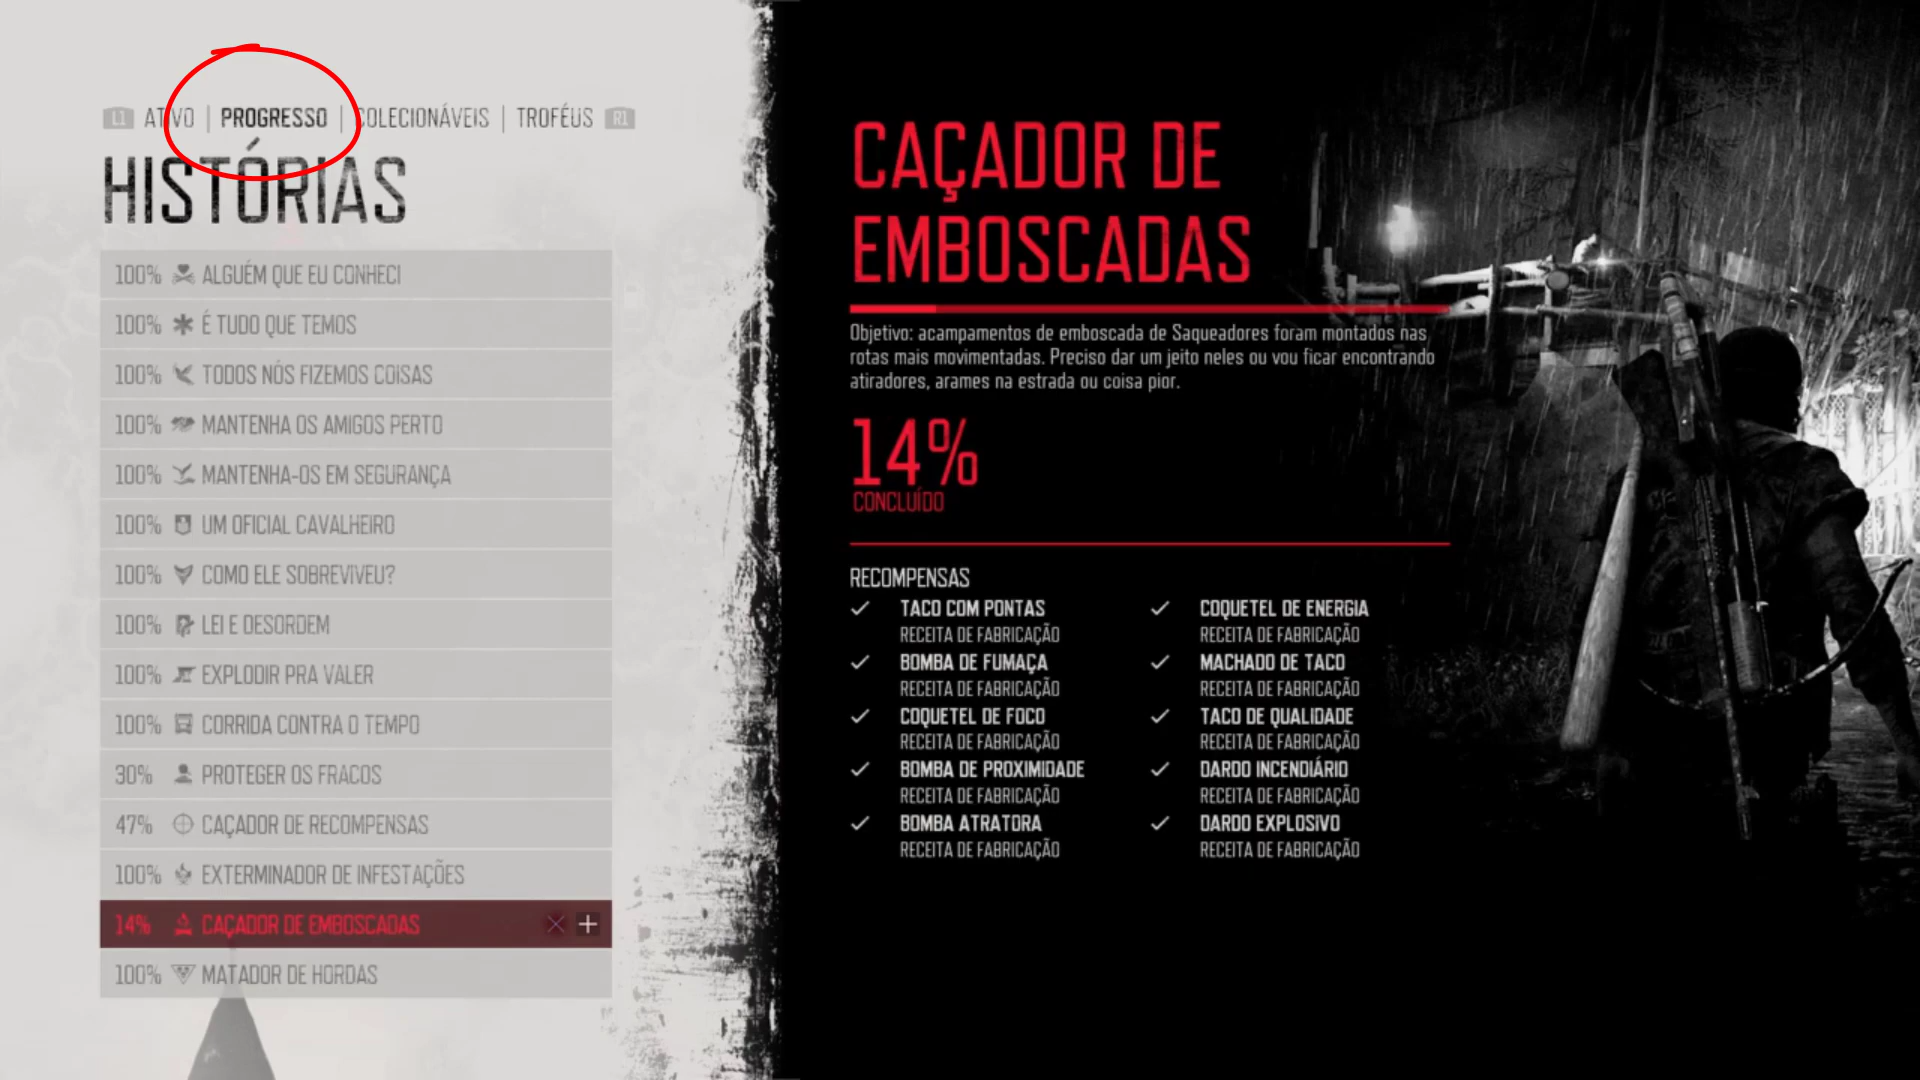 L1 ATIVO | PROGRESSO | COLECIONÁVEIS | TROFÉUS R1
HISTÓRIAS
100% ALGUÉM QUE EU CONHECI
100% É TUDO QUE TEMOS
100% TODOS NÓS FIZEMOS COISAS
100% MANTENHA OS AMIGOS PERTO
100% MANTENHA-OS EM SEGURANÇA
100% UM OFICIAL CAVALHEIRO
100% COMO ELE SOBREVIVEU?
100% LEI E DESORDEM
100% EXPLODIR PRA VALER
100% CORRIDA CONTRA O TEMPO
30% PROTEGER OS FRACOS
47% CAÇADOR DE RECOMPENSAS
100% EXTERMINADOR DE INFESTAÇÕES
14% CAÇADOR DE EMBOSCADAS
100% MATADOR DE HORDAS
CAÇADOR DE
EMBOSCADAS
Objetivo: acampamentos de emboscada de Saqueadores foram montados nas
rotas mais movimentadas. Preciso dar um jeito neles ou vou ficar encontrando
atiradores, arames na estrada ou coisa pior.
14%
CONCLUÍDO
RECOMPENSAS
TACO COM PONTAS
RECEITA DE FABRICAÇÃO
BOMBA DE FUMAÇA
RECEITA DE FABRICAÇÃO
COQUETEL DE FOCO
RECEITA DE FABRICAÇÃO
BOMBA DE PROXIMIDADE
RECEITA DE FABRICAÇÃO
BOMBA ATRATORA
RECEITA DE FABRICAÇÃO
COQUETEL DE ENERGIA
RECEITA DE FABRICAÇÃO
MACHADO DE TACO
RECEITA DE FABRICAÇÃO
TACO DE QUALIDADE
RECEITA DE FABRICAÇÃO
DARDO INCENDIÁRIO
RECEITA DE FABRICAÇÃO
DARDO EXPLOSIVO
RECEITA DE FABRICAÇÃO